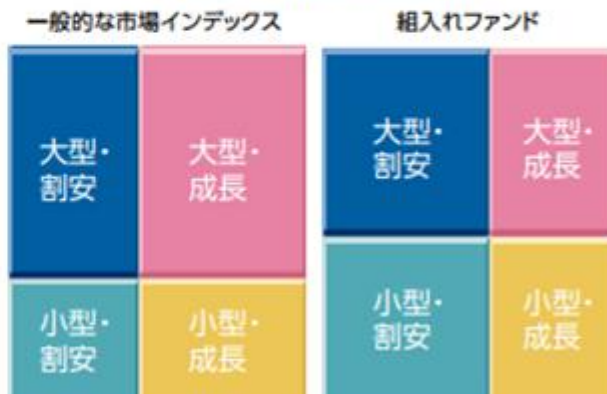 一般的な市場インデックス
大型・
割安
大型・
成長
小型・
割安
小型・
成長
組入れファンド
大型・
割安
大型・
成長
小型・
割安
小型・
成長